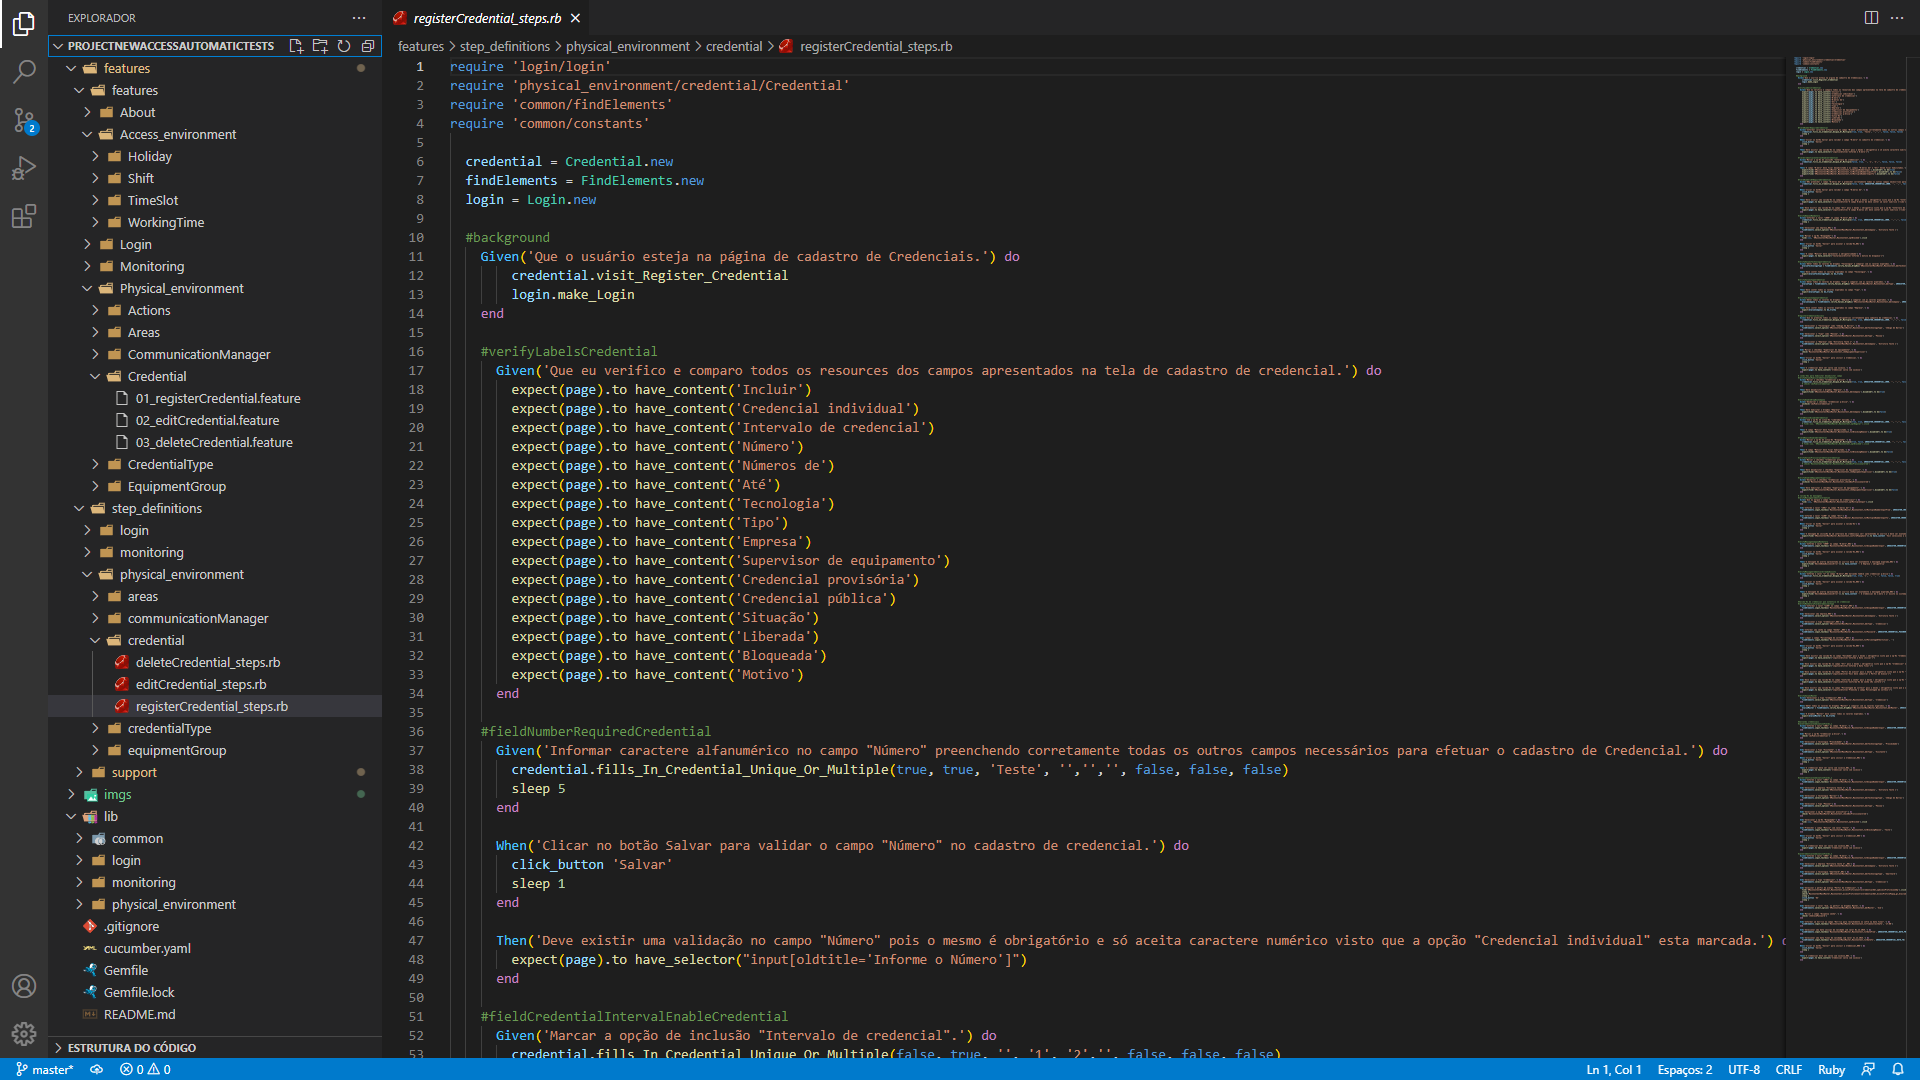 EXPLORADOR
PROJECTNEWACCESSAUTOMATICTESTS
features
features
About
Access_environment
Holiday
Shift
TimeSlot
WorkingTime
Login
Monitoring
Physical_environment
Actions
Areas
CommunicationManager
Credential
01_registerCredential.feature
02_editCredential.feature
03_deleteCredential.feature
CredentialType
EquipmentGroup
step_definitions
login
monitoring
physical_environment
areas
communicationManager
credential
deleteCredential_steps.rb
editCredential_steps.rb
registerCredential_steps.rb
credentialType
equipmentGroup
support
imgs
lib
common
login
monitoring
physical_environment
.gitignore
cucumber.yaml
Gemfile
Gemfile.lock
README.md
ESTRUTURA DO CÓDIGO
2
registerCredential_steps.rb
features > step_definitions > physical_environment > credential > registerCredential_steps.rb
1 require 'login/login'
2 require 'physical_environment/credential/Credential'
3 require 'common/findElements'
4 require 'common/constants'
5
6 credential = Credential.new
7 findElements = FindElements.new
8 login = Login.new
9
10 #background
11 Given('Que o usuário esteja na página de cadastro de Credenciais.') do
12 credential.visit_Register_Credential
13 login.make_Login
14 end
15
16 #verifyLabelsCredential
17 Given('Que eu verifico e comparo todos os resources dos campos apresentados na tela de cadastro de credencial.') do
18 expect(page).to have_content('Incluir')
19 expect(page).to have_content('Credencial individual')
20 expect(page).to have_content('Intervalo de credencial')
21 expect(page).to have_content('Número')
22 expect(page).to have_content('Números de')
23 expect(page).to have_content('Até')
24 expect(page).to have_content('Tecnologia')
25 expect(page).to have_content('Tipo')
26 expect(page).to have_content('Empresa')
27 expect(page).to have_content('Supervisor de equipamento')
28 expect(page).to have_content('Credencial provisória')
29 expect(page).to have_content('Credencial pública')
30 expect(page).to have_content('Situação')
31 expect(page).to have_content('Liberada')
32 expect(page).to have_content('Bloqueada')
33 expect(page).to have_content('Motivo')
34 end
35
36 #fieldNumberRequiredCredential
37 Given('Informar caractere alfanumérico no campo "Número" preenchendo corretamente todas os outros campos necessários para efetuar o cadastro de Credencial.') do
38 credential.fills_In_Credential_Unique_Or_Multiple(true, true, 'Teste', '','','', false, false, false)
39 sleep 5
40 end
41
42 When('Clicar no botão Salvar para validar o campo "Número" no cadastro de credencial.') do
43 click_button 'Salvar'
44 sleep 1
45 end
46
47 Then('Deve existir uma validação no campo "Número" pois o mesmo é obrigatório e só aceita caractere numérico visto que a opção "Credencial individual" esta marcada.')
48 expect(page).to have_selector("input[oldtitle='Informe o Número']")
49 end
50
51 #fieldCredentialIntervalEnableCredential
52 Given('Marcar a opção de inclusão "Intervalo de credencial".') do
53 credential.fills_In_Credential_Unique_Or_Multiple(false, true, '', '1', '2','', false, false, false)
master* 0 0 Ln 1, Col 1 Espaços: 2 UTF-8 CRLF Ruby